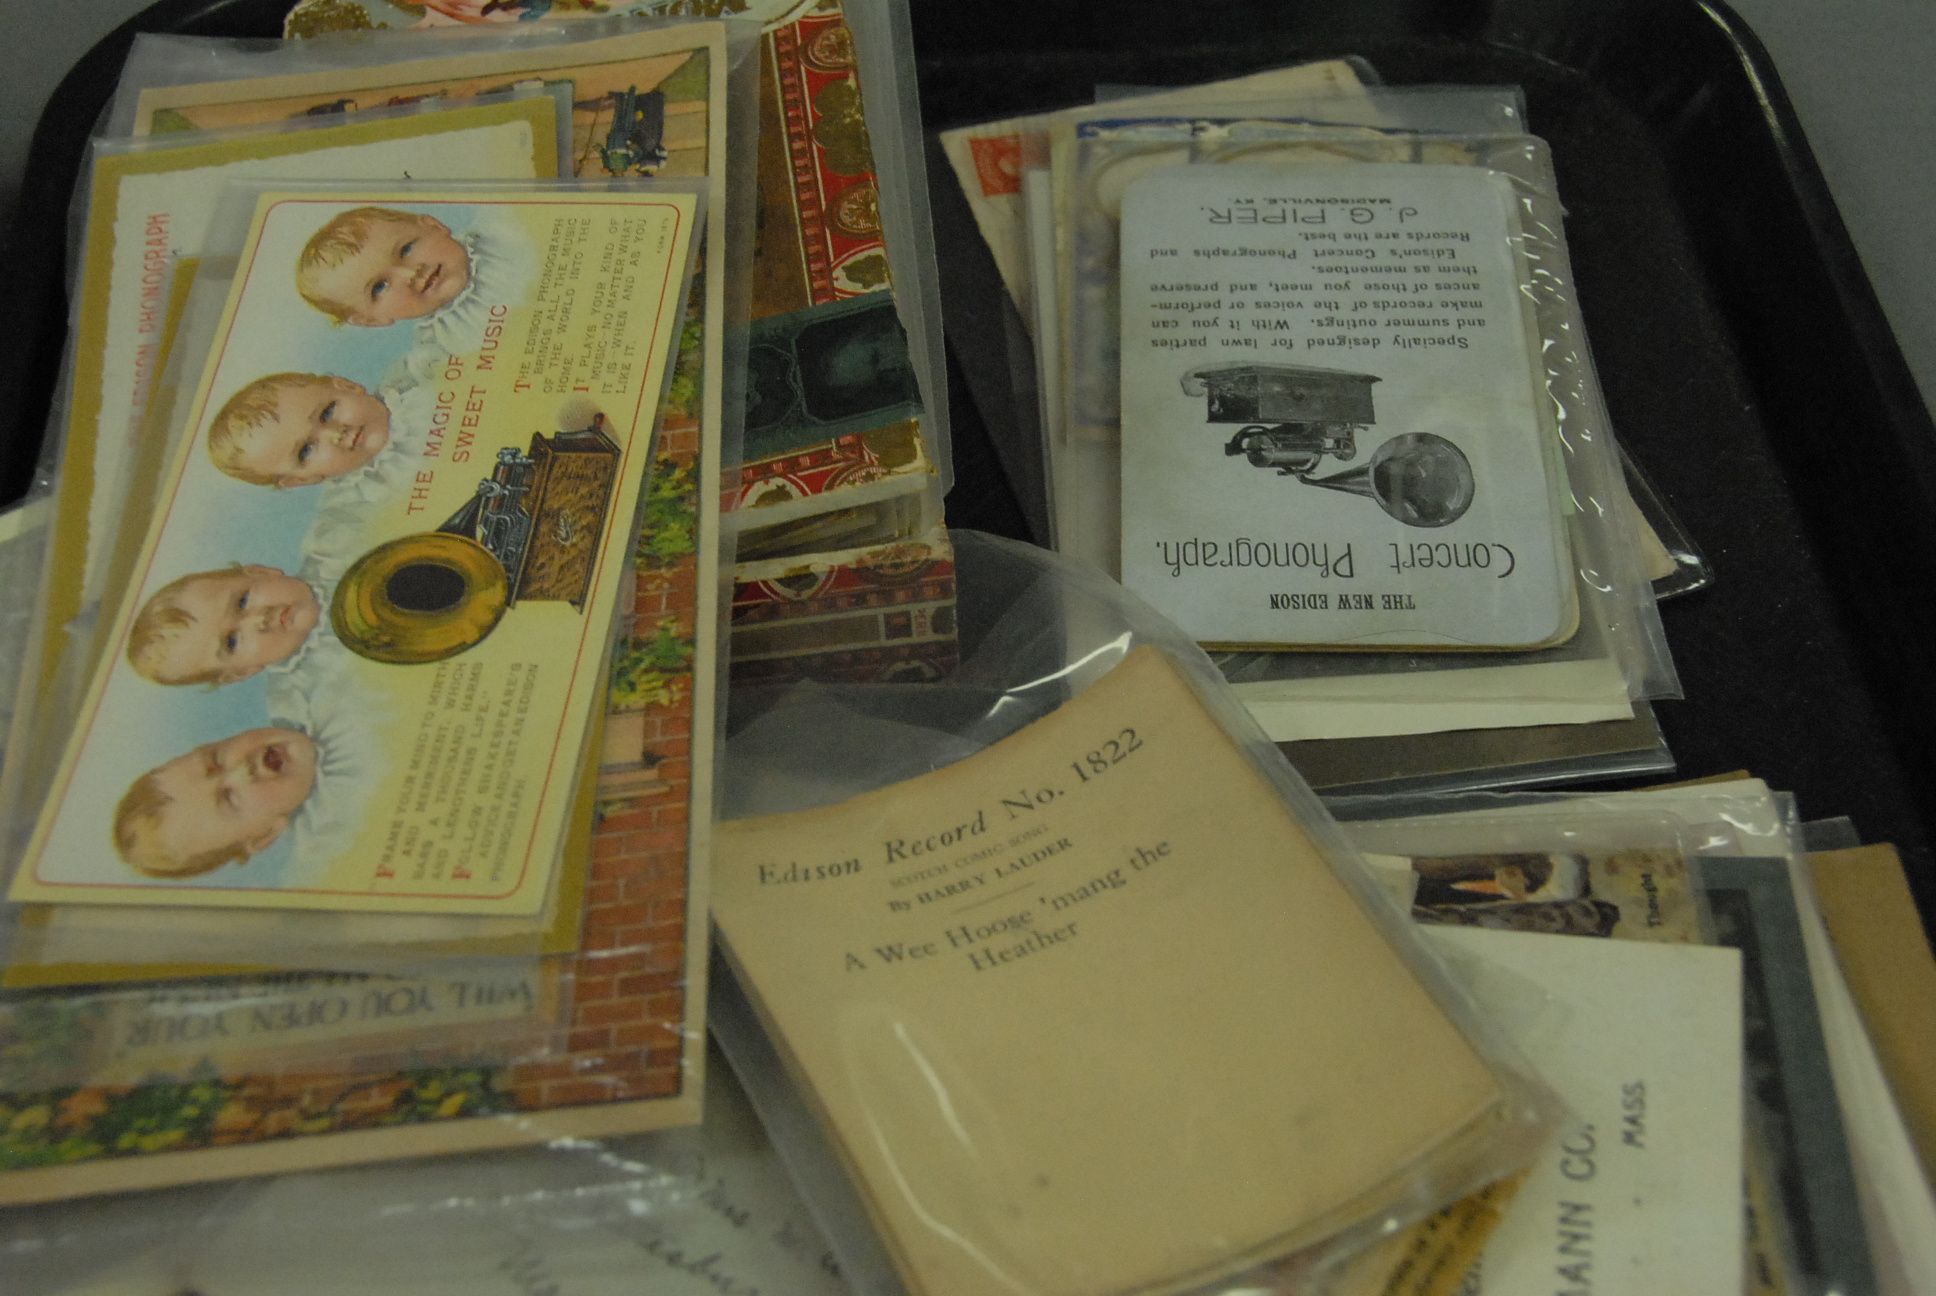 THE MAGIC OF
SWEET MUSIC
THE EDISON PHONOGRAPH
BRINGS ALL THE MUSIC
OF THE WORLD INTO THE
HOME.
IT PLAYS YOUR KIND OF
MUSIC—NO MATTER WHAT
IT IS—WHEN AND AS YOU
LIKE IT.
FRAME YOUR MIND TO MIRTH
AND MERRIMENT, WHICH
BARS A THOUSAND HARMS
AND LENGTHENS LIFE."
FOLLOW SHAKESPEARE'S
ADVICE AND GET AN EDISON
PHONOGRAPH.
EDISON PHONOGRAPH
WILL YOU OPEN YOUR
THE NEW EDISON
Concert Phonograph.
Specially designed for lawn parties
and summer outings. With it you can
make records of the voices or perform-
ances of those you meet, and preserve
them as mementoes.
Edison's Concert Phonographs and
Records are the best.
J. G. PIPER,
MADISONVILLE, KY.
Edison Record No. 1822
SCOTCH COMIC SONG
By HARRY LAUDER
A Wee Hoose 'mang the
Heather
MANN CO.
MASS.